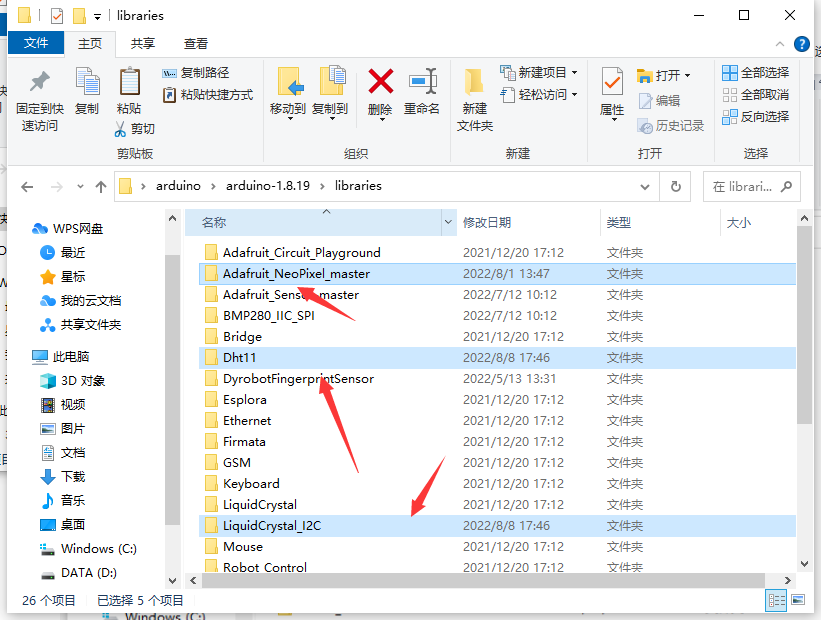 libraries
文件 主页 共享 查看
固定到快速访问
复制
粘贴
复制路径
粘贴快捷方式
剪切
剪贴板
移动到
复制到
删除
重命名
组织
新建文件夹
新建项目
轻松访问
新建
属性
打开
编辑
历史记录
打开
全部选择
全部取消
反向选择
选择
arduino › arduino-1.8.19 › libraries
在 librari...
WPS网盘
最近
星标
我的云文档
共享文件夹
此电脑
3D 对象
视频
图片
文档
下载
音乐
桌面
Windows (C:)
DATA (D:)
名称 修改日期 类型 大小
Adafruit_Circuit_Playground 2021/12/20 17:12 文件夹
Adafruit_NeoPixel_master 2022/8/1 13:47 文件夹
Adafruit_Sensor_master 2022/7/12 10:12 文件夹
BMP280_IIC_SPI 2022/7/12 10:12 文件夹
Bridge 2021/12/20 17:12 文件夹
Dht11 2022/8/8 17:46 文件夹
DyrobotFingerprintSensor 2022/5/13 13:31 文件夹
Esplora 2021/12/20 17:12 文件夹
Ethernet 2021/12/20 17:12 文件夹
Firmata 2021/12/20 17:12 文件夹
GSM 2021/12/20 17:12 文件夹
Keyboard 2021/12/20 17:12 文件夹
LiquidCrystal 2021/12/20 17:12 文件夹
LiquidCrystal_I2C 2022/8/8 17:46 文件夹
Mouse 2021/12/20 17:12 文件夹
Robot_Control 2021/12/20 17:12 文件夹
26 个项目 已选择 5 个项目
Windows (C:)